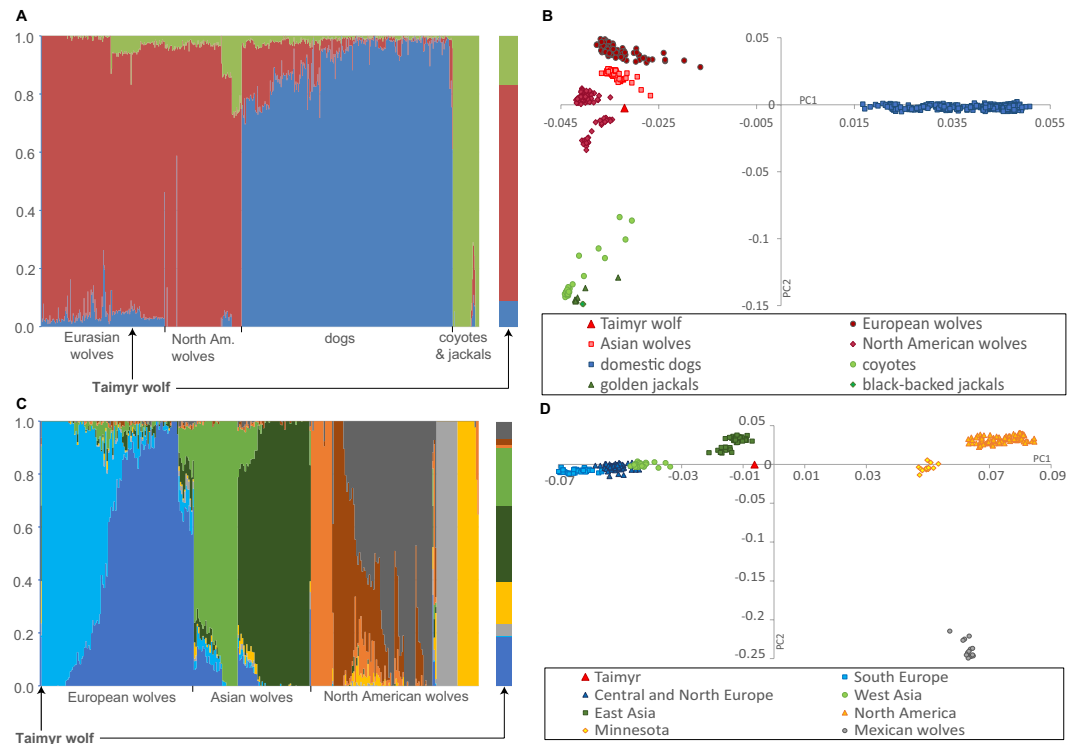 A
1.0
0.8
0.6
0.4
0.2
0.0
Eurasian
wolves
North Am.
wolves
dogs
coyotes
& jackals
Taimyr wolf
B
0.05
0
-0.05
-0.1
-0.15
-0.045
-0.025
0.015
0.035
0.055
PC1
PC2
Taimyr wolf
European wolves
Asian wolves
North American wolves
domestic dogs
coyotes
golden jackals
black-backed jackals
C
1.0
0.8
0.6
0.4
0.2
0.0
European wolves
Asian wolves
North American wolves
Taimyr wolf
D
0.05
0
-0.05
-0.1
-0.15
-0.2
-0.25
-0.07
-0.03
-0.01
0.01
0.03
0.05
0.07
0.09
PC1
PC2
Taimyr
South Europe
Central and North Europe
West Asia
East Asia
North America
Minnesota
Mexican wolves